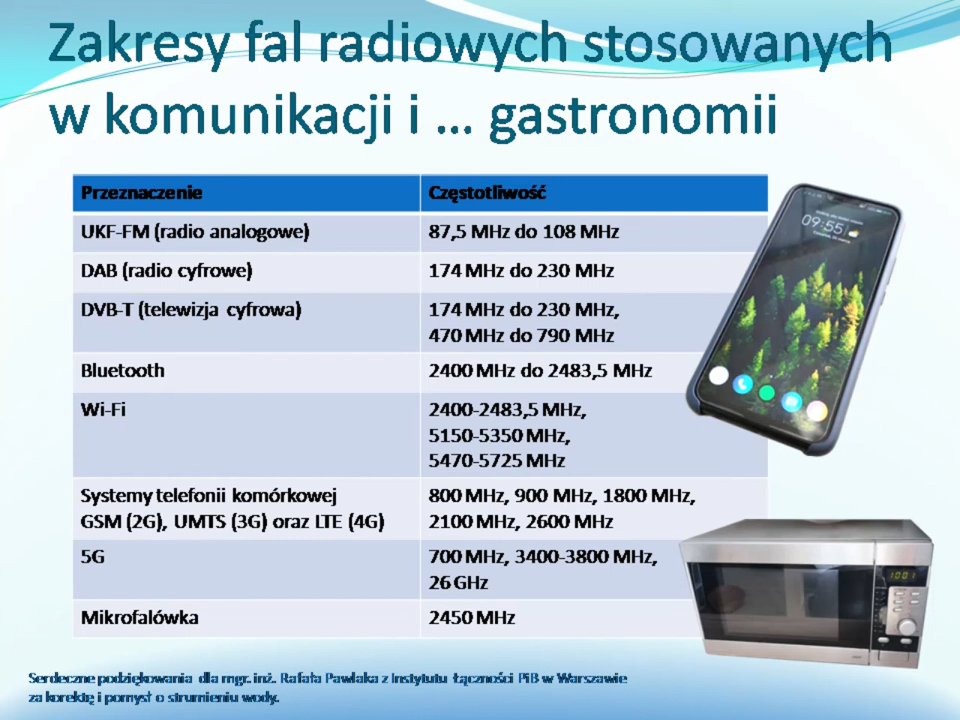 Zakresy fal radiowych stosowanych
w komunikacji i ... gastronomii
Przeznaczenie Częstotliwość
UKF-FM (radio analogowe) 87,5 MHz do 108 MHz
DAB (radio cyfrowe) 174 MHz do 230 MHz
DVB-T (telewizja cyfrowa) 174 MHz do 230 MHz,
470 MHz do 790 MHz
Bluetooth 2400 MHz do 2483,5 MHz
Wi-Fi 2400-2483,5 MHz,
5150-5350 MHz,
5470-5725 MHz
Systemy telefonii komórkowej 800 MHz, 900 MHz, 1800 MHz,
GSM (2G), UMTS (3G) oraz LTE (4G) 2100 MHz, 2600 MHz
5G 700 MHz, 3400-3800 MHz,
26 GHz
Mikrofalówka 2450 MHz
09:55
10:01
Serdeczne podziękowania dla mgr. inż. Rafała Pawlaka z Instytutu Łączności PiB w Warszawie
za korektę i pomysł o strumieniu wody.